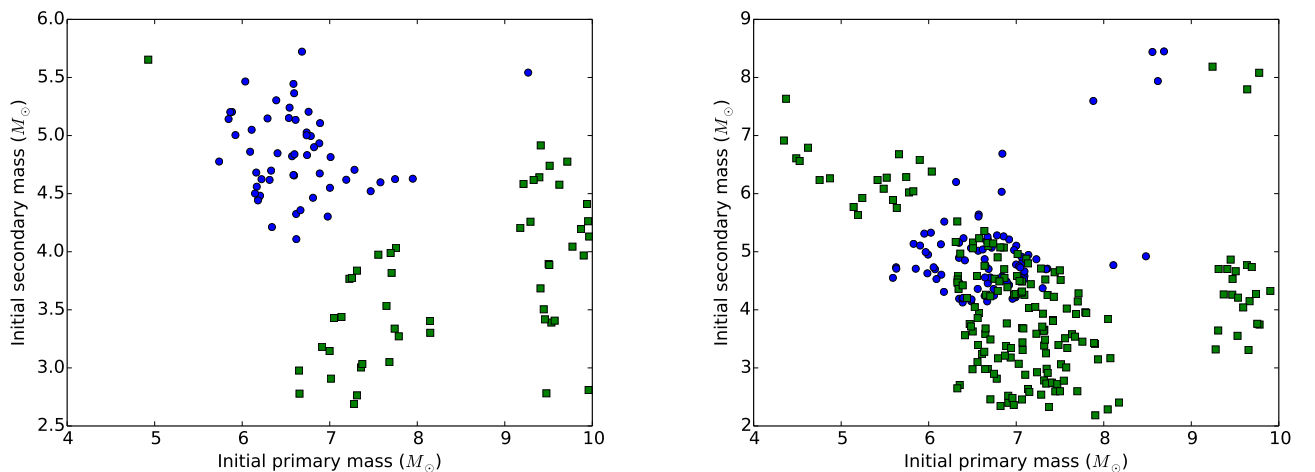 6.0
5.5
5.0
4.5
4.0
3.5
3.0
2.5
4 5 6 7 8 9 10
Initial primary mass (M⊙)
Initial secondary mass (M⊙)
9
8
7
6
5
4
3
2
4 5 6 7 8 9 10
Initial primary mass (M⊙)
Initial secondary mass (M⊙)